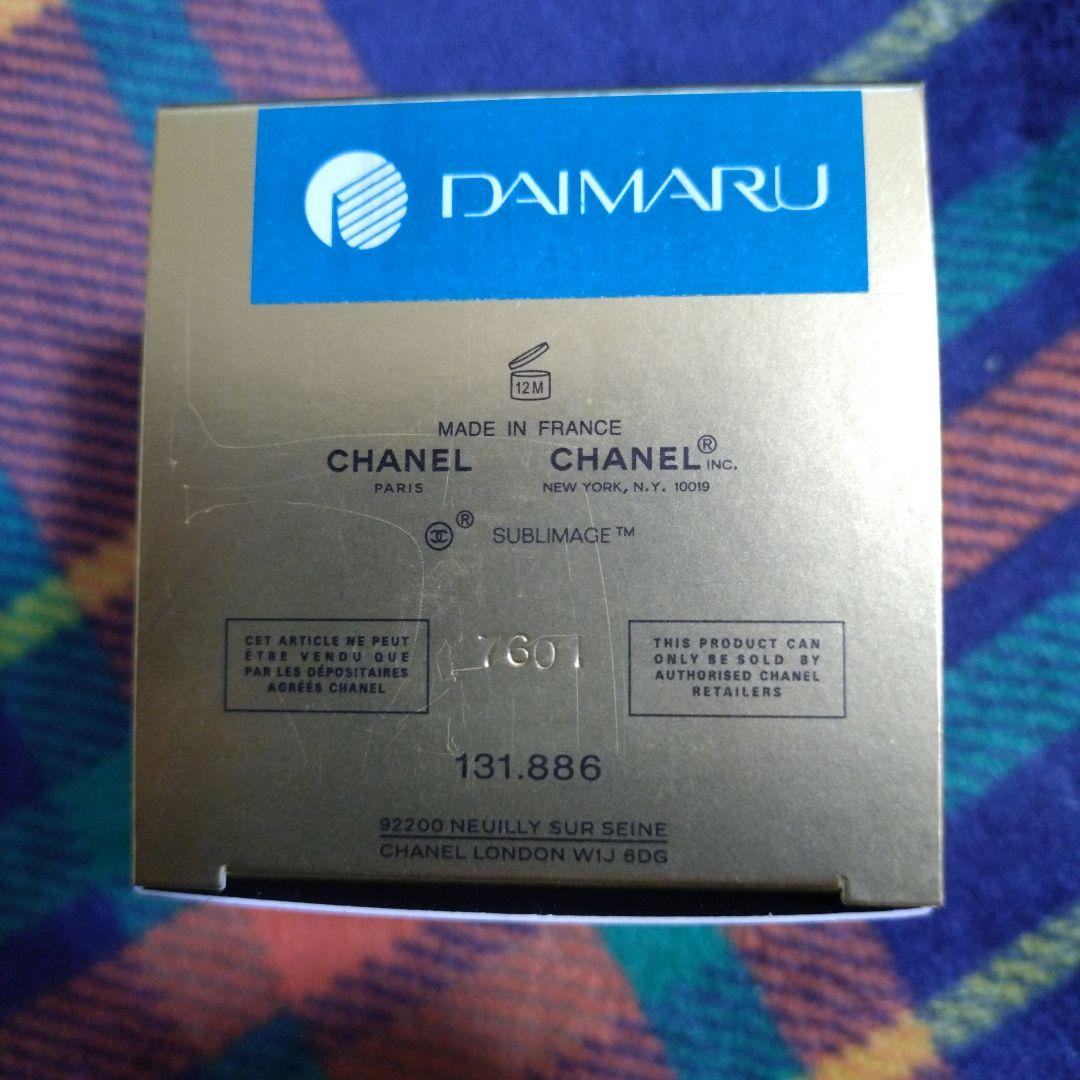 DAIMARU
12M
MADE IN FRANCE
CHANEL
PARIS
CHANEL® INC.
NEW YORK, N.Y. 10019
® SUBLIMAGE™
CET ARTICLE NE PEUT
ÊTRE VENDU QUE
PAR LES DÉPOSITAIRES
AGRÉÉS CHANEL
7601
THIS PRODUCT CAN
ONLY BE SOLD BY
AUTHORISED CHANEL
RETAILERS
131.886
92200 NEUILLY SUR SEINE
CHANEL LONDON W1J 6DG